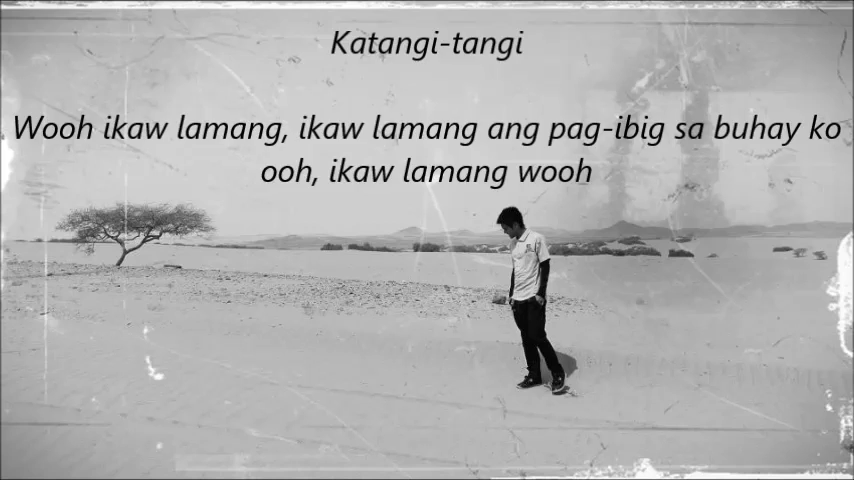 Katangi-tangi
Wooh ikaw lamang, ikaw lamang ang pag-ibig sa buhay ko
ooh, ikaw lamang wooh